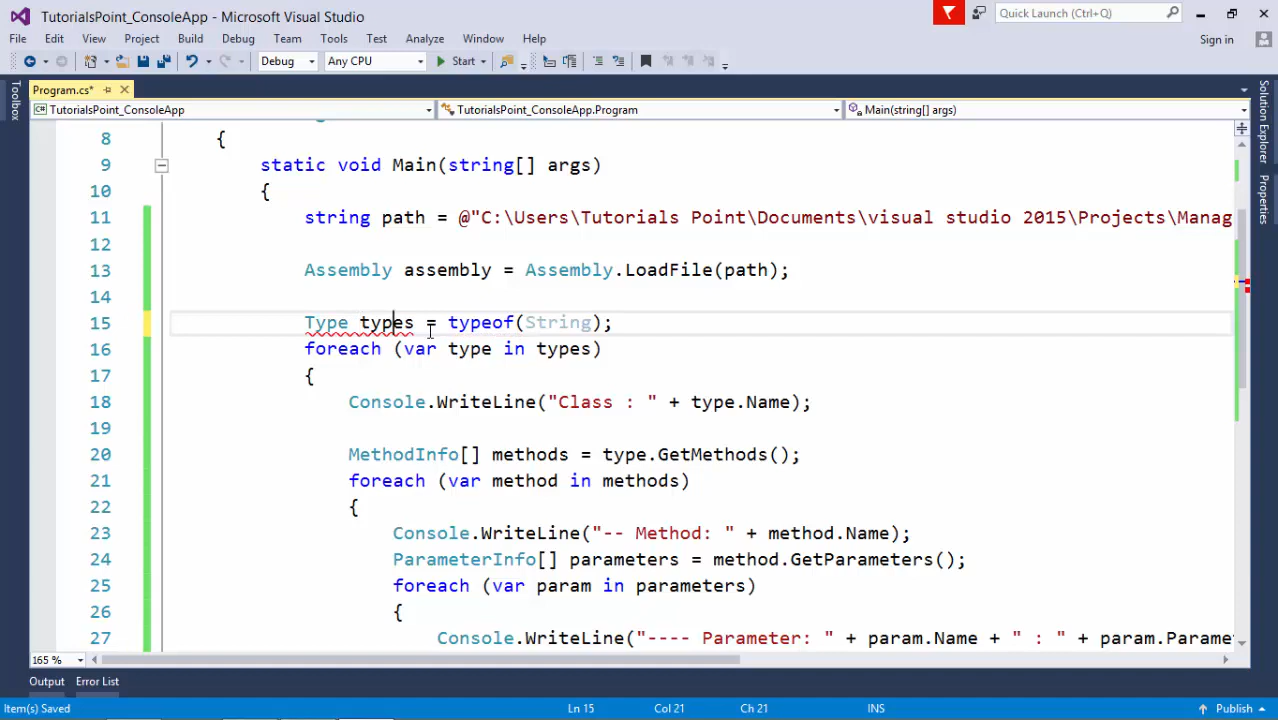 TutorialsPoint_ConsoleApp - Microsoft Visual Studio
Quick Launch (Ctrl+Q)
File Edit View Project Build Debug Team Tools Test Analyze Window Help
Sign in
Debug Any CPU Start
Program.cs*
Toolbox
Solution Explorer
Properties
TutorialsPoint_ConsoleApp TutorialsPoint_ConsoleApp.Program Main(string[] args)
8 {
9 static void Main(string[] args)
10 {
11 string path = @"C:\Users\Tutorials Point\Documents\visual studio 2015\Projects\Manag
12
13 Assembly assembly = Assembly.LoadFile(path);
14
15 Type types = typeof(String);
16 foreach (var type in types)
17 {
18 Console.WriteLine("Class : " + type.Name);
19
20 MethodInfo[] methods = type.GetMethods();
21 foreach (var method in methods)
22 {
23 Console.WriteLine("-- Method: " + method.Name);
24 ParameterInfo[] parameters = method.GetParameters();
25 foreach (var param in parameters)
26 {
27 Console.WriteLine("---- Parameter: " + param.Name + " : " + param.Parame
165 %
Output Error List
Item(s) Saved Ln 15 Col 21 Ch 21 INS Publish